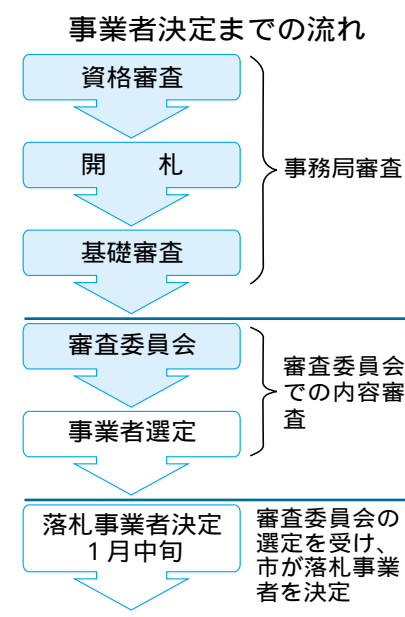 事業者決定までの流れ
資格審査
開　　札
基礎審査
事務局審査
審査委員会
事業者選定
審査委員会
での内容審
査
落札事業者決定
１月中旬
審査委員会の
選定を受け、
市が落札事業
者を決定